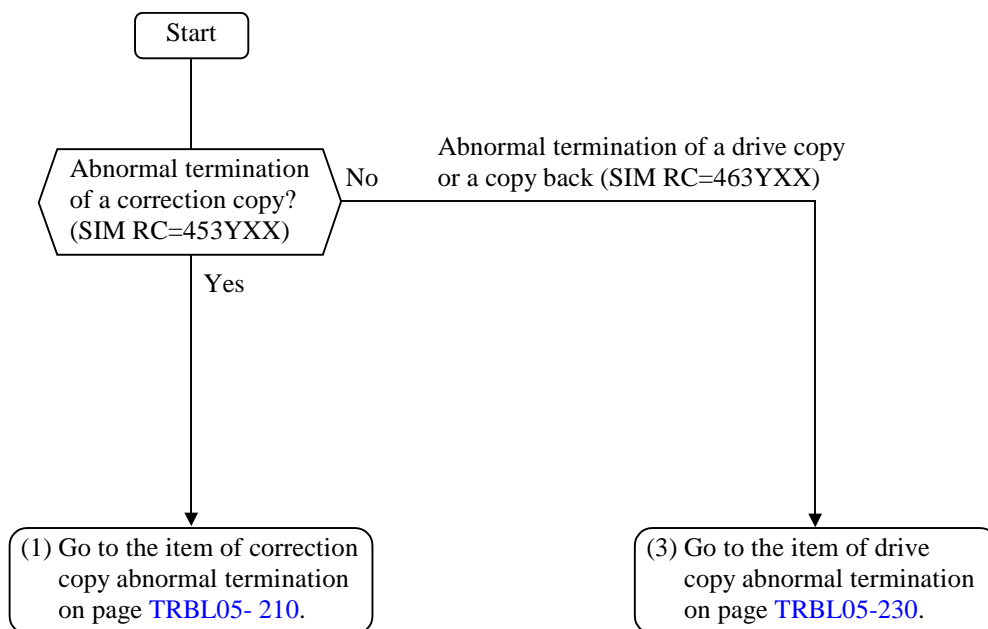 Start
Abnormal termination
of a correction copy?
(SIM RC=453YXX)
No
Abnormal termination of a drive copy
or a copy back (SIM RC=463YXX)
Yes
(1) Go to the item of correction
copy abnormal termination
on page TRBL05- 210.
(3) Go to the item of drive
copy abnormal termination
on page TRBL05-230.